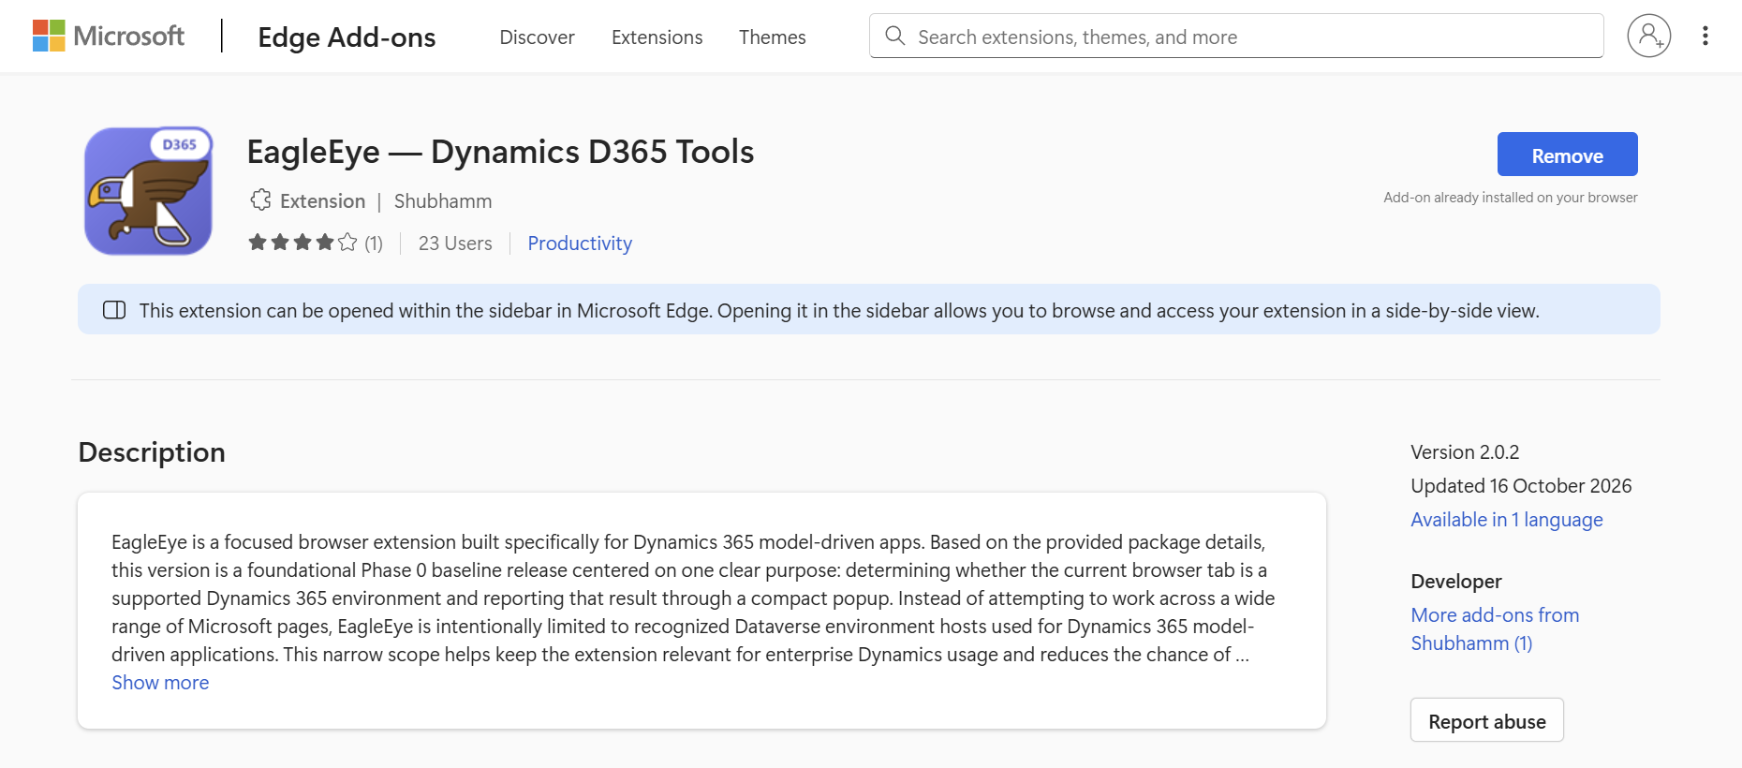 Microsoft
Edge Add-ons
Discover
Extensions
Themes
Search extensions, themes, and more
D365
EagleEye — Dynamics D365 Tools
Extension | Shubhamm
(1)
23 Users
Productivity
Remove
Add-on already installed on your browser
This extension can be opened within the sidebar in Microsoft Edge. Opening it in the sidebar allows you to browse and access your extension in a side-by-side view.
Description
EagleEye is a focused browser extension built specifically for Dynamics 365 model-driven apps. Based on the provided package details,
this version is a foundational Phase 0 baseline release centered on one clear purpose: determining whether the current browser tab is a
supported Dynamics 365 environment and reporting that result through a compact popup. Instead of attempting to work across a wide
range of Microsoft pages, EagleEye is intentionally limited to recognized Dataverse environment hosts used for Dynamics 365 model-
driven applications. This narrow scope helps keep the extension relevant for enterprise Dynamics usage and reduces the chance of ...
Show more
Version 2.0.2
Updated 16 October 2026
Available in 1 language
Developer
More add-ons from
Shubhamm (1)
Report abuse